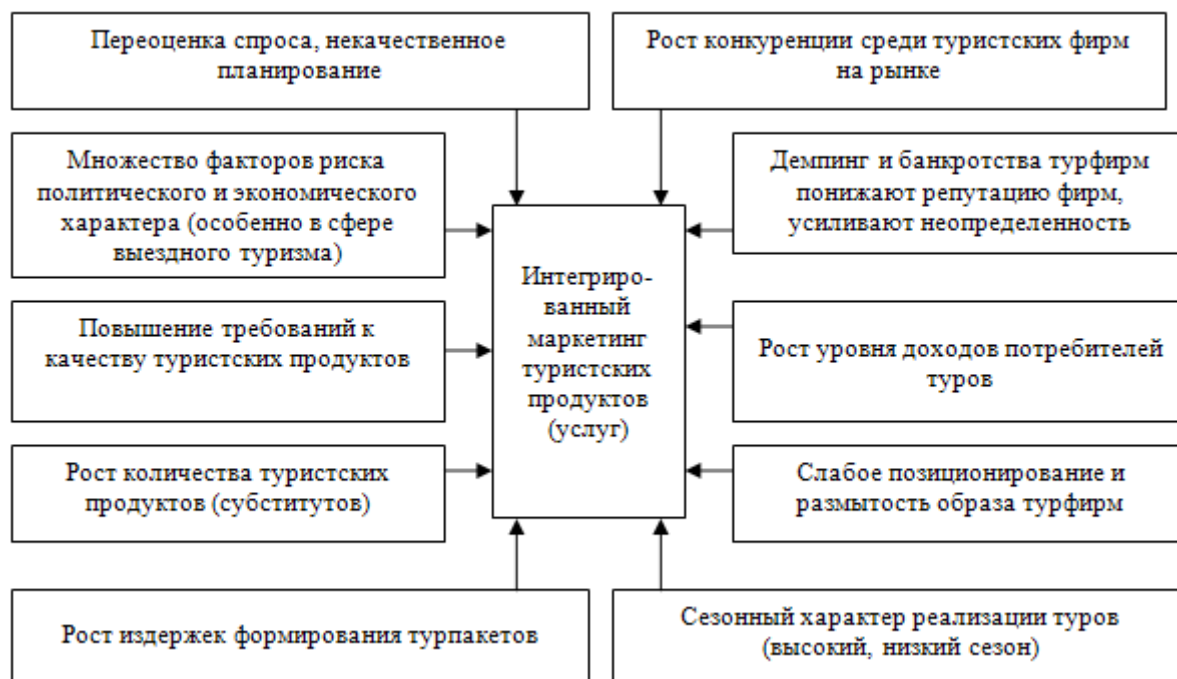 Переоценка спроса, некачественное
планирование
Рост конкуренции среди туристских фирм
на рынке
Множество факторов риска
политического и экономического
характера (особенно в сфере
выездного туризма)
Демпинг и банкротства турфирм
понижают репутацию фирм,
усиливают неопределенность
Интегриро-
ванный
маркетинг
туристских
продуктов
(услуг)
Повышение требований к
качеству туристских продуктов
Рост уровня доходов потребителей
туров
Рост количества туристских
продуктов (субститутов)
Слабое позиционирование и
размытость образа турфирм
Рост издержек формирования турпакетов
Сезонный характер реализации туров
(высокий, низкий сезон)